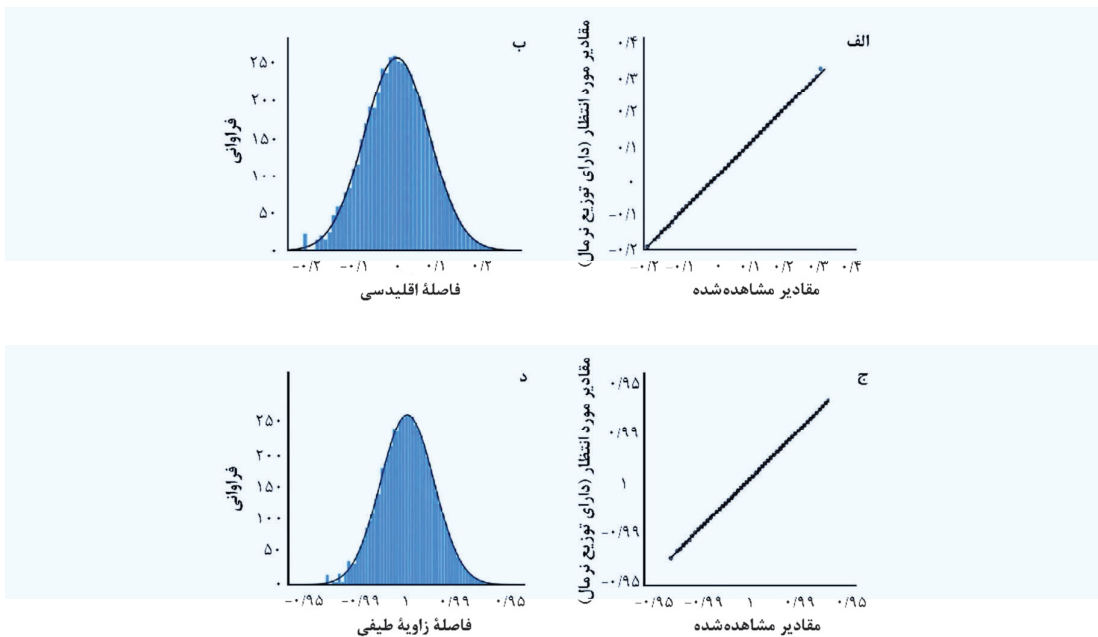 الف
مقادیر مورد انتظار (دارای توزیع نرمال)
۰/۴
۰/۳
۰/۲
۰/۱
۰
−۰/۱
−۰/۲
−۰/۲ −۰/۱ ۰ ۰/۱ ۰/۲ ۰/۳ ۰/۴
مقادیر مشاهده‌شده
ب
فراوانی
۲۵۰
۲۰۰
۱۵۰
۱۰۰
۵۰
۰
−۰/۲ −۰/۱ ۰ ۰/۱ ۰/۲
فاصلهٔ اقلیدسی
ج
مقادیر مورد انتظار (دارای توزیع نرمال)
۰/۹۵
۰/۹۹
۱
−۰/۹۹
−۰/۹۵
−۰/۹۵ −۰/۹۹ ۱ ۰/۹۹ ۰/۹۵
مقادیر مشاهده‌شده
د
فراوانی
۲۵۰
۲۰۰
۱۵۰
۱۰۰
۵۰
۰
−۰/۹۵ −۰/۹۹ ۱ ۰/۹۹ ۰/۹۵
فاصلهٔ زاویهٔ طیفی